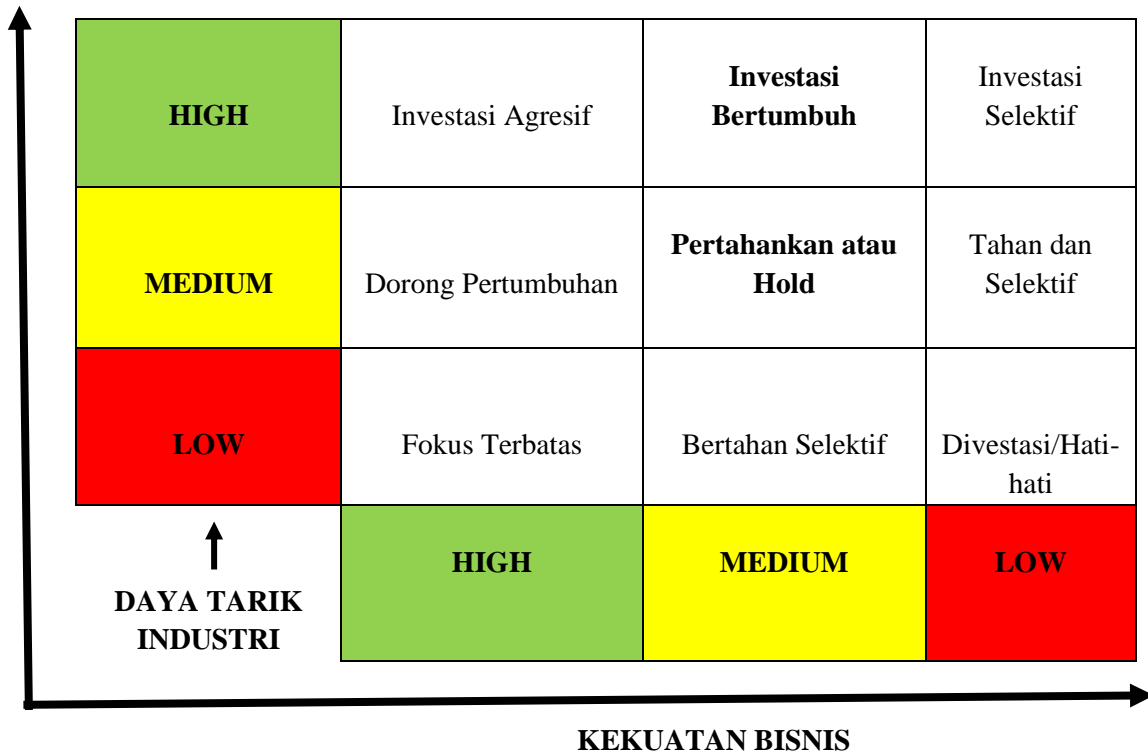 HIGH
Investasi Agresif
Investasi
Bertumbuh
Investasi
Selektif
MEDIUM
Dorong Pertumbuhan
Pertahankan atau
Hold
Tahan dan
Selektif
LOW
Fokus Terbatas
Bertahan Selektif
Divestasi/Hati-
hati
HIGH
MEDIUM
LOW
DAYA TARIK
INDUSTRI
KEKUATAN BISNIS